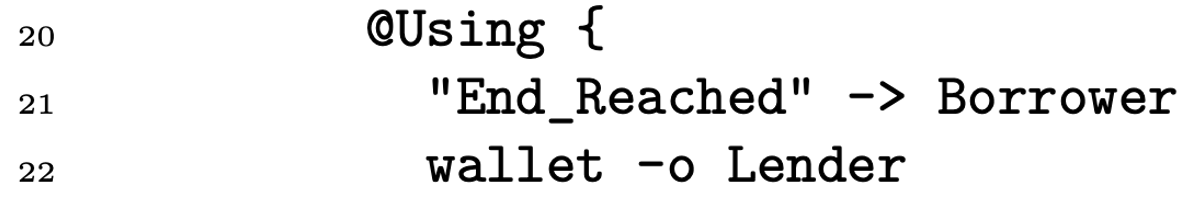 20 @Using {
21 "End_Reached" -> Borrower
22 wallet -o Lender